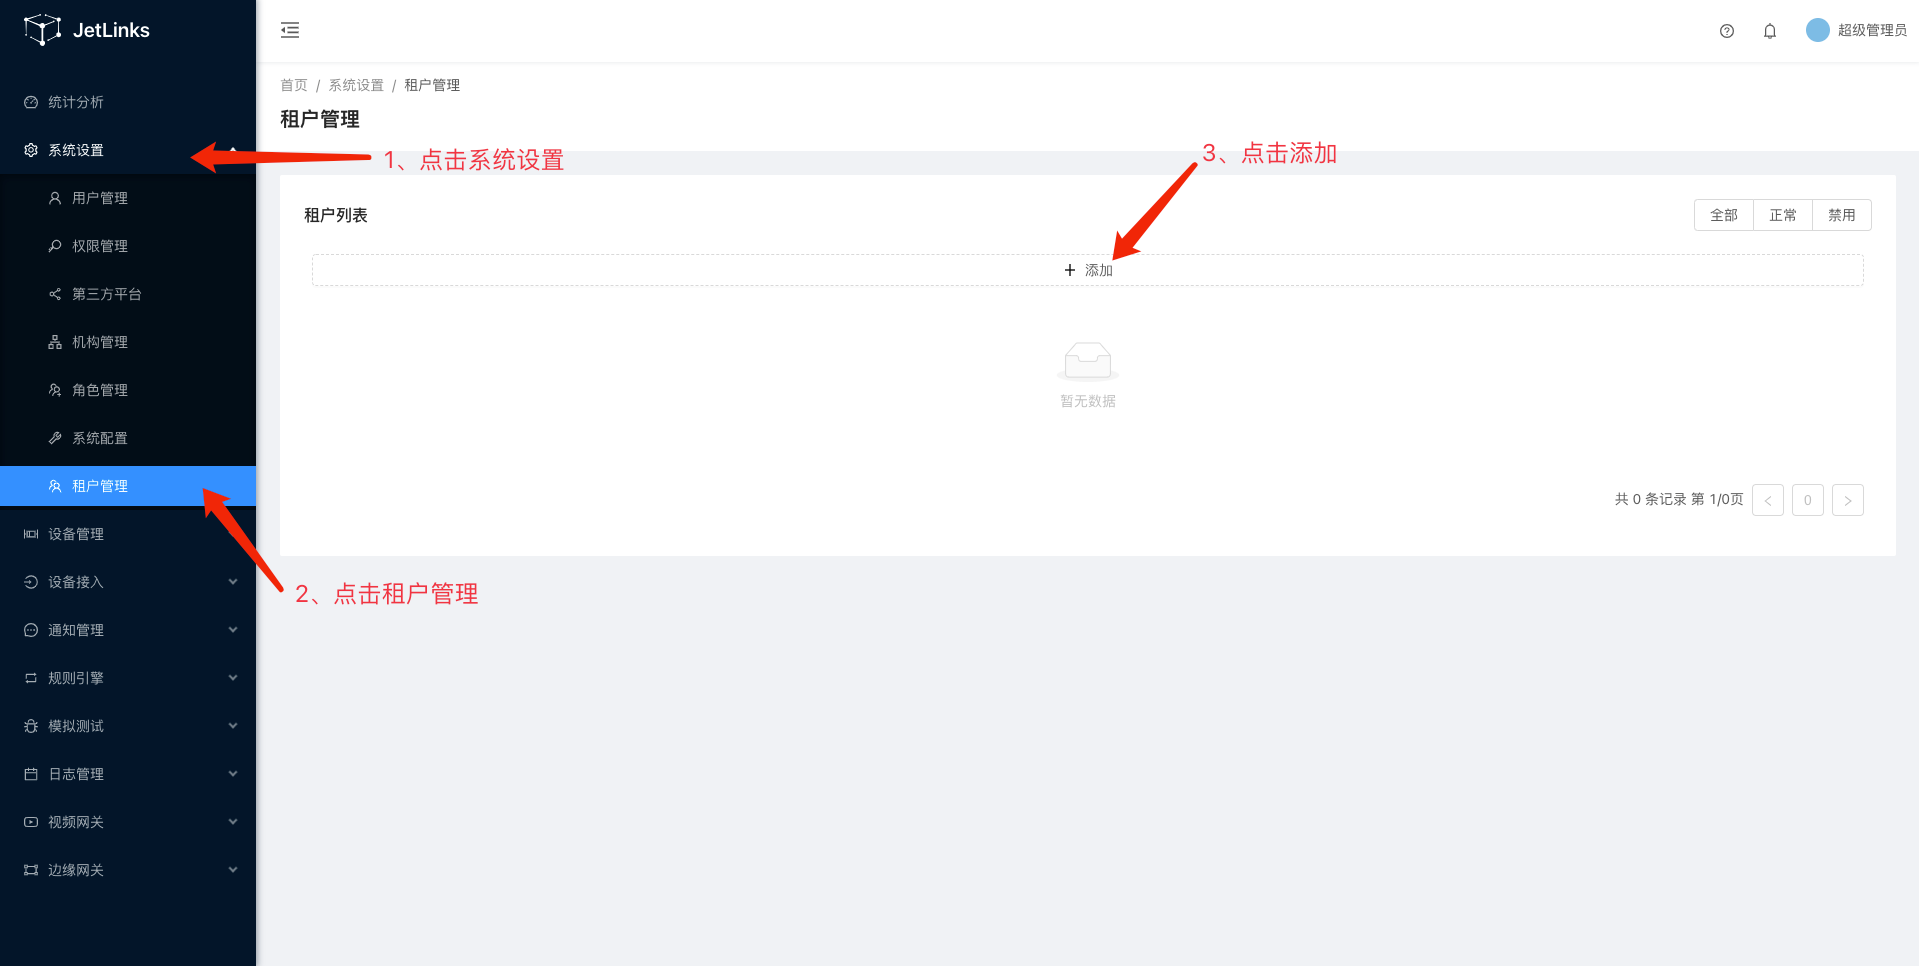 JetLinks
超级管理员
首页 / 系统设置 / 租户管理
租户管理
统计分析
系统设置
用户管理
权限管理
第三方平台
机构管理
角色管理
系统配置
租户管理
设备管理
设备接入
通知管理
规则引擎
模拟测试
日志管理
视频网关
边缘网关
1、点击系统设置
3、点击添加
租户列表
全部 正常 禁用
+ 添加
暂无数据
共 0 条记录 第 1/0页 < 0 >
2、点击租户管理